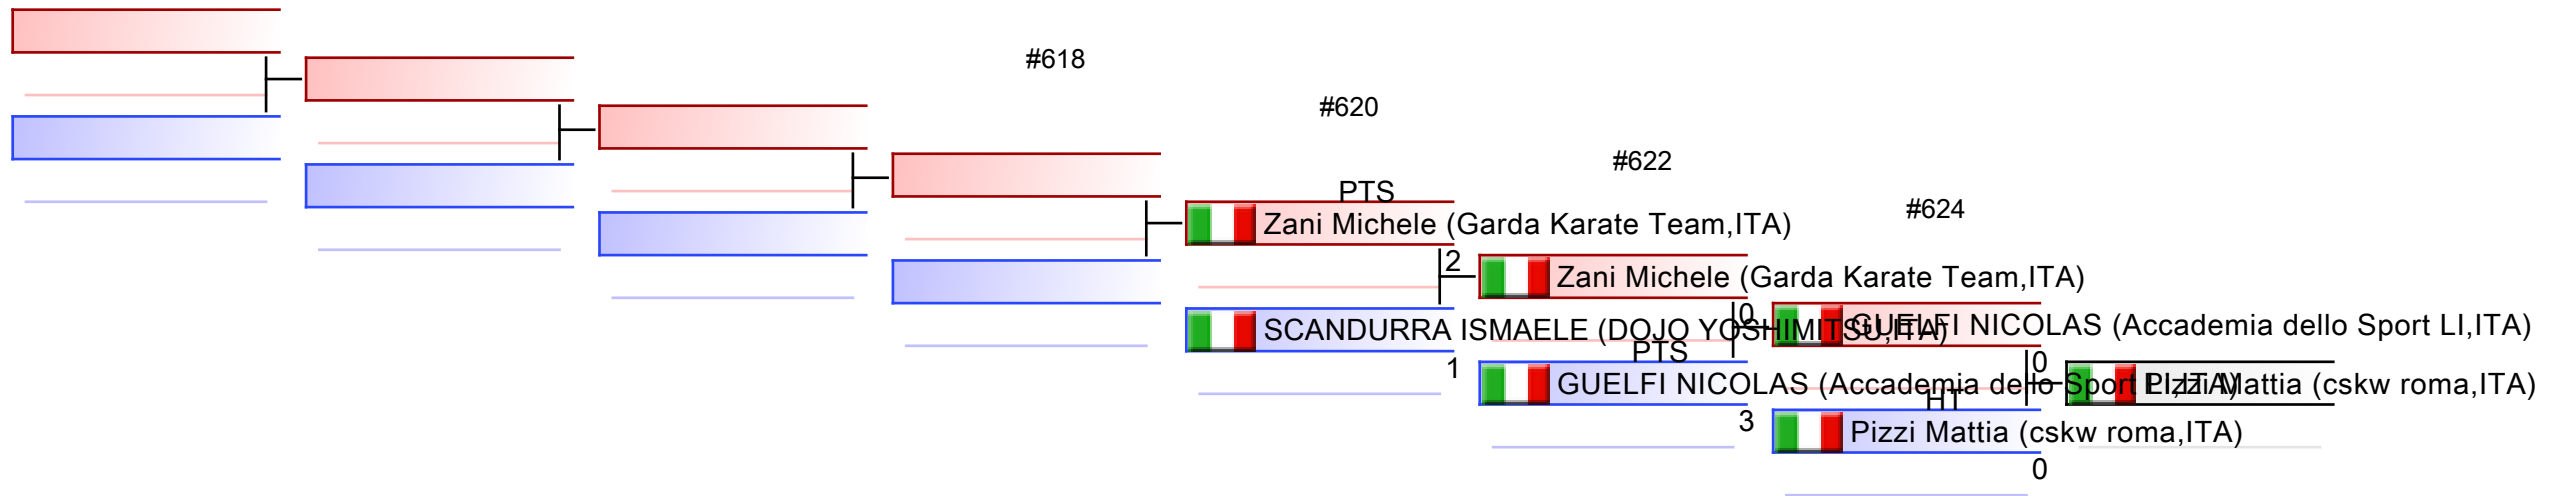 #618
#620
#622
PTS
#624
Zani Michele (Garda Karate Team,ITA)
2
Zani Michele (Garda Karate Team,ITA)
0
SCANDURRA ISMAELE (DOJO YOSHIMITSU,ITA)
GUELFI NICOLAS (Accademia dello Sport LI,ITA)
PTS
1
0
GUELFI NICOLAS (Accademia dello Sport LI,ITA)
Pizzi Mattia (cskw roma,ITA)
HT
3
Pizzi Mattia (cskw roma,ITA)
0